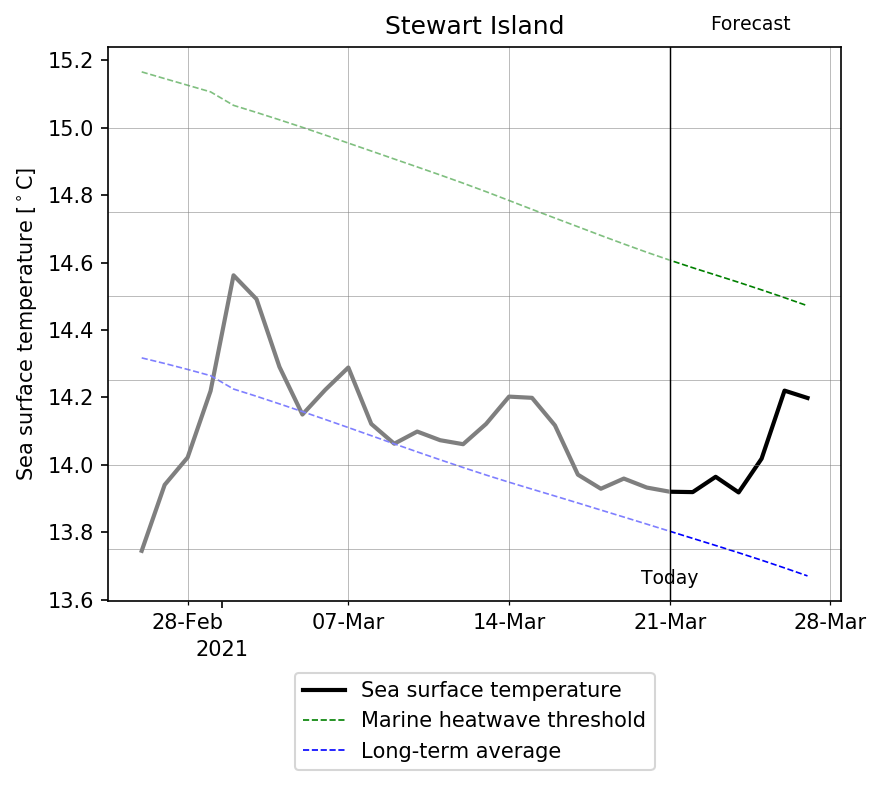 Stewart Island
Forecast
Sea surface temperature [°C]
15.2
15.0
14.8
14.6
14.4
14.2
14.0
13.8
13.6
Today
28-Feb 07-Mar 14-Mar 21-Mar 28-Mar
2021
Sea surface temperature
Marine heatwave threshold
Long-term average